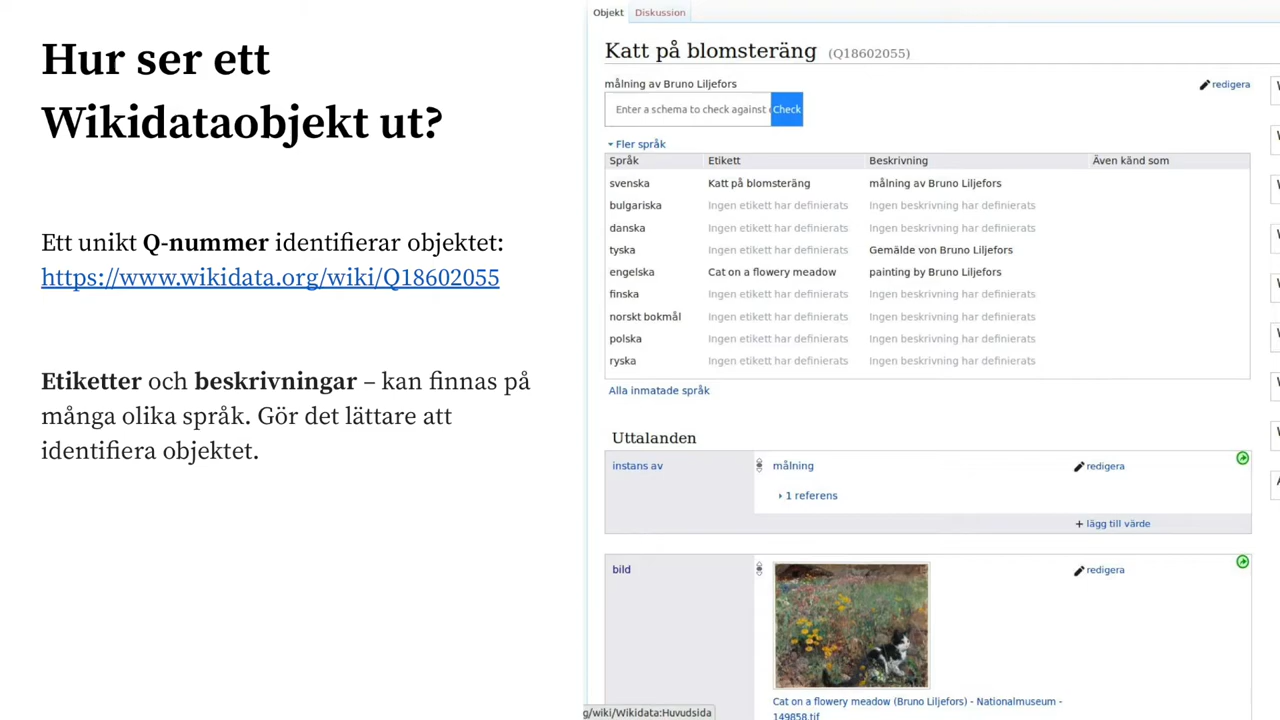 Hur ser ett
Wikidataobjekt ut?
Ett unikt Q-nummer identifierar objektet:
https://www.wikidata.org/wiki/Q18602055
Etiketter och beskrivningar – kan finnas på
många olika språk. Gör det lättare att
identifiera objektet.
Objekt Diskussion
Katt på blomsteräng (Q18602055)
målning av Bruno Liljefors redigera
Enter a schema to check against Check
Fler språk
Språk Etikett Beskrivning Även känd som
svenska Katt på blomsteräng målning av Bruno Liljefors
bulgariska Ingen etikett har definierats Ingen beskrivning har definierats
danska Ingen etikett har definierats Ingen beskrivning har definierats
tyska Ingen etikett har definierats Gemälde von Bruno Liljefors
engelska Cat on a flowery meadow painting by Bruno Liljefors
finska Ingen etikett har definierats Ingen beskrivning har definierats
norskt bokmål Ingen etikett har definierats Ingen beskrivning har definierats
polska Ingen etikett har definierats Ingen beskrivning har definierats
ryska Ingen etikett har definierats Ingen beskrivning har definierats
Alla inmatade språk
Uttalanden
instans av målning redigera
1 referens
+ lägg till värde
bild redigera
Cat on a flowery meadow (Bruno Liljefors) - Nationalmuseum -
149858.tif
g/wiki/Wikidata:Huvudsida